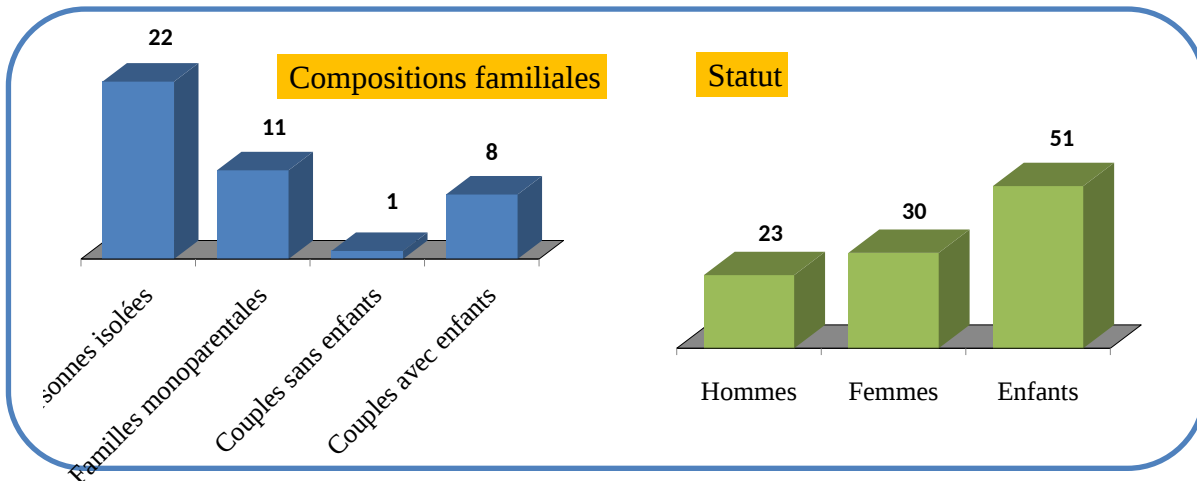 22
Compositions familiales
11
1
8
sonnes isolées
Familles monoparentales
Couples sans enfants
Couples avec enfants
Statut
23
30
51
Hommes
Femmes
Enfants